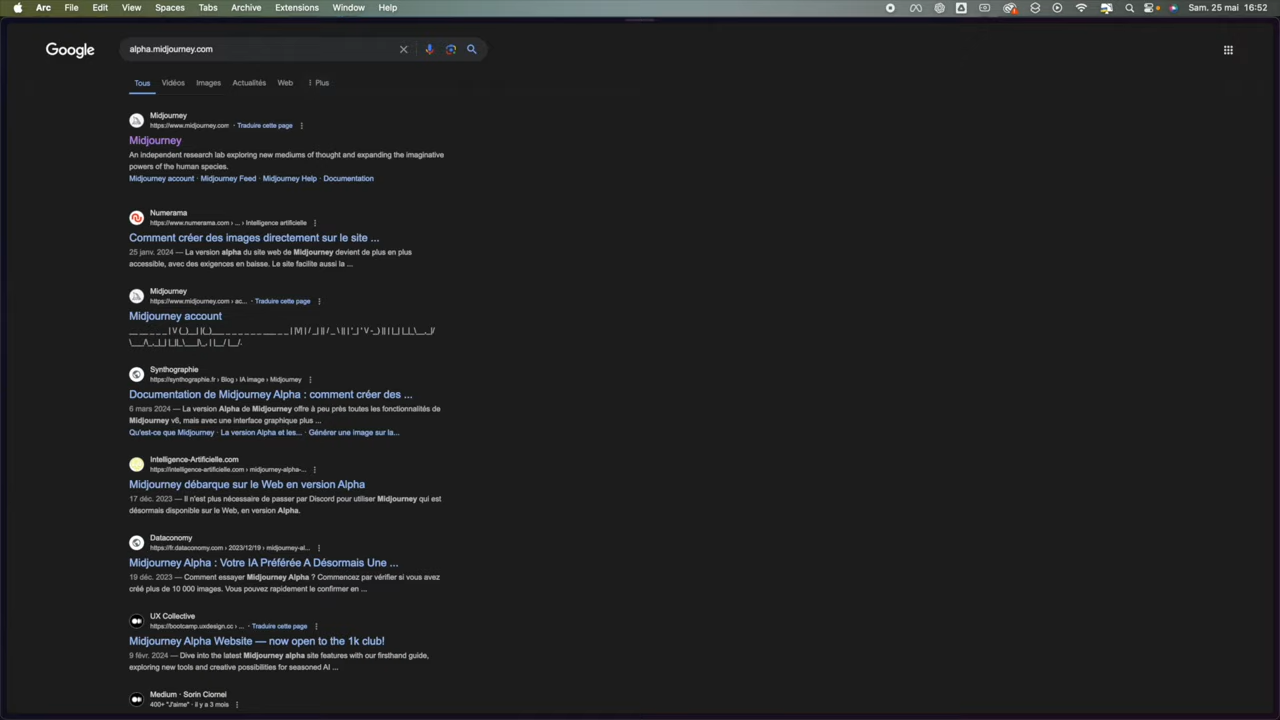 Arc File Edit View Spaces Tabs Archive Extensions Window Help Sam. 25 mai 16:52
Google alpha.midjourney.com
Tous Vidéos Images Actualités Web Plus
Midjourney
https://www.midjourney.com · Traduire cette page
Midjourney
An independent research lab exploring new mediums of thought and expanding the imaginative
powers of the human species.
Midjourney account · Midjourney Feed · Midjourney Help · Documentation
Numerama
https://www.numerama.com › ... › Intelligence artificielle
Comment créer des images directement sur le site ...
25 janv. 2024 — La version alpha du site web de Midjourney devient de plus en plus
accessible, avec des exigences en baisse. Le site facilite aussi la ...
Midjourney
https://www.midjourney.com › ac... · Traduire cette page
Midjourney account
Synthographie
https://synthographie.fr › Blog › IA image › Midjourney
Documentation de Midjourney Alpha : comment créer des ...
6 mars 2024 — La version Alpha de Midjourney offre à peu près toutes les fonctionnalités de
Midjourney v6, mais avec une interface graphique plus ...
Qu'est-ce que Midjourney · La version Alpha et les... · Générer une image sur la...
Intelligence-Artificielle.com
https://intelligence-artificielle.com › midjourney-alpha-...
Midjourney débarque sur le Web en version Alpha
17 déc. 2023 — Il n'est plus nécessaire de passer par Discord pour utiliser Midjourney qui est
désormais disponible sur le Web, en version Alpha.
Dataconomy
https://fr.dataconomy.com › 2023/12/19 › midjourney-al...
Midjourney Alpha : Votre IA Préférée A Désormais Une ...
19 déc. 2023 — Comment essayer Midjourney Alpha ? Commencez par vérifier si vous avez
créé plus de 10 000 images. Vous pouvez rapidement le confirmer en ...
UX Collective
https://bootcamp.uxdesign.cc › ... · Traduire cette page
Midjourney Alpha Website — now open to the 1k club!
9 févr. 2024 — Dive into the latest Midjourney alpha site features with our firsthand guide,
exploring new tools and creative possibilities for seasoned AI ...
Medium · Sorin Ciornei
400+ "J'aime" · il y a 3 mois